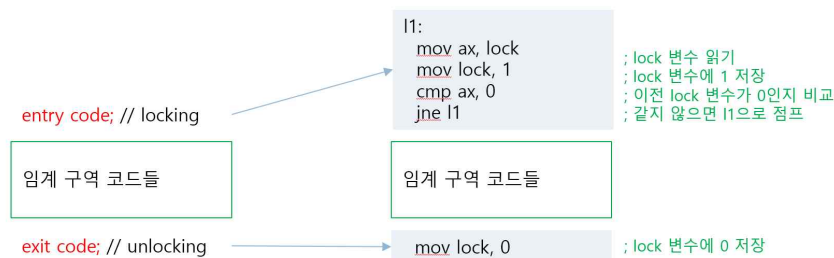 l1:
mov ax, lock
mov lock, 1
cmp ax, 0
jne l1
; lock 변수 읽기
; lock 변수에 1 저장
; 이전 lock 변수가 0인지 비교
; 같지 않으면 l1으로 점프
entry code; // locking
임계 구역 코드들
임계 구역 코드들
exit code; // unlocking
mov lock, 0
; lock 변수에 0 저장